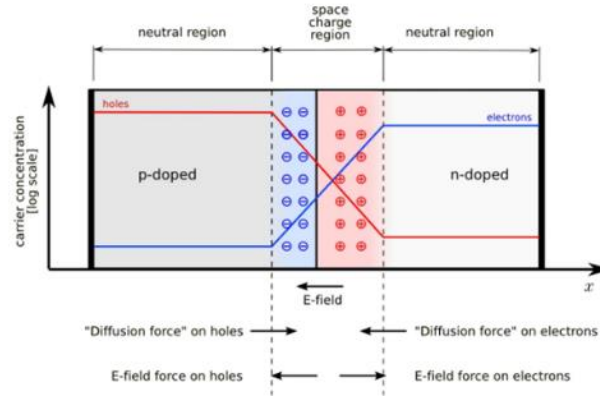 space
charge
region
neutral region
neutral region
holes
electrons
carrier concentration
[log scale]
p-doped
n-doped
E-field
x
"Diffusion force" on holes
"Diffusion force" on electrons
E-field force on holes
E-field force on electrons